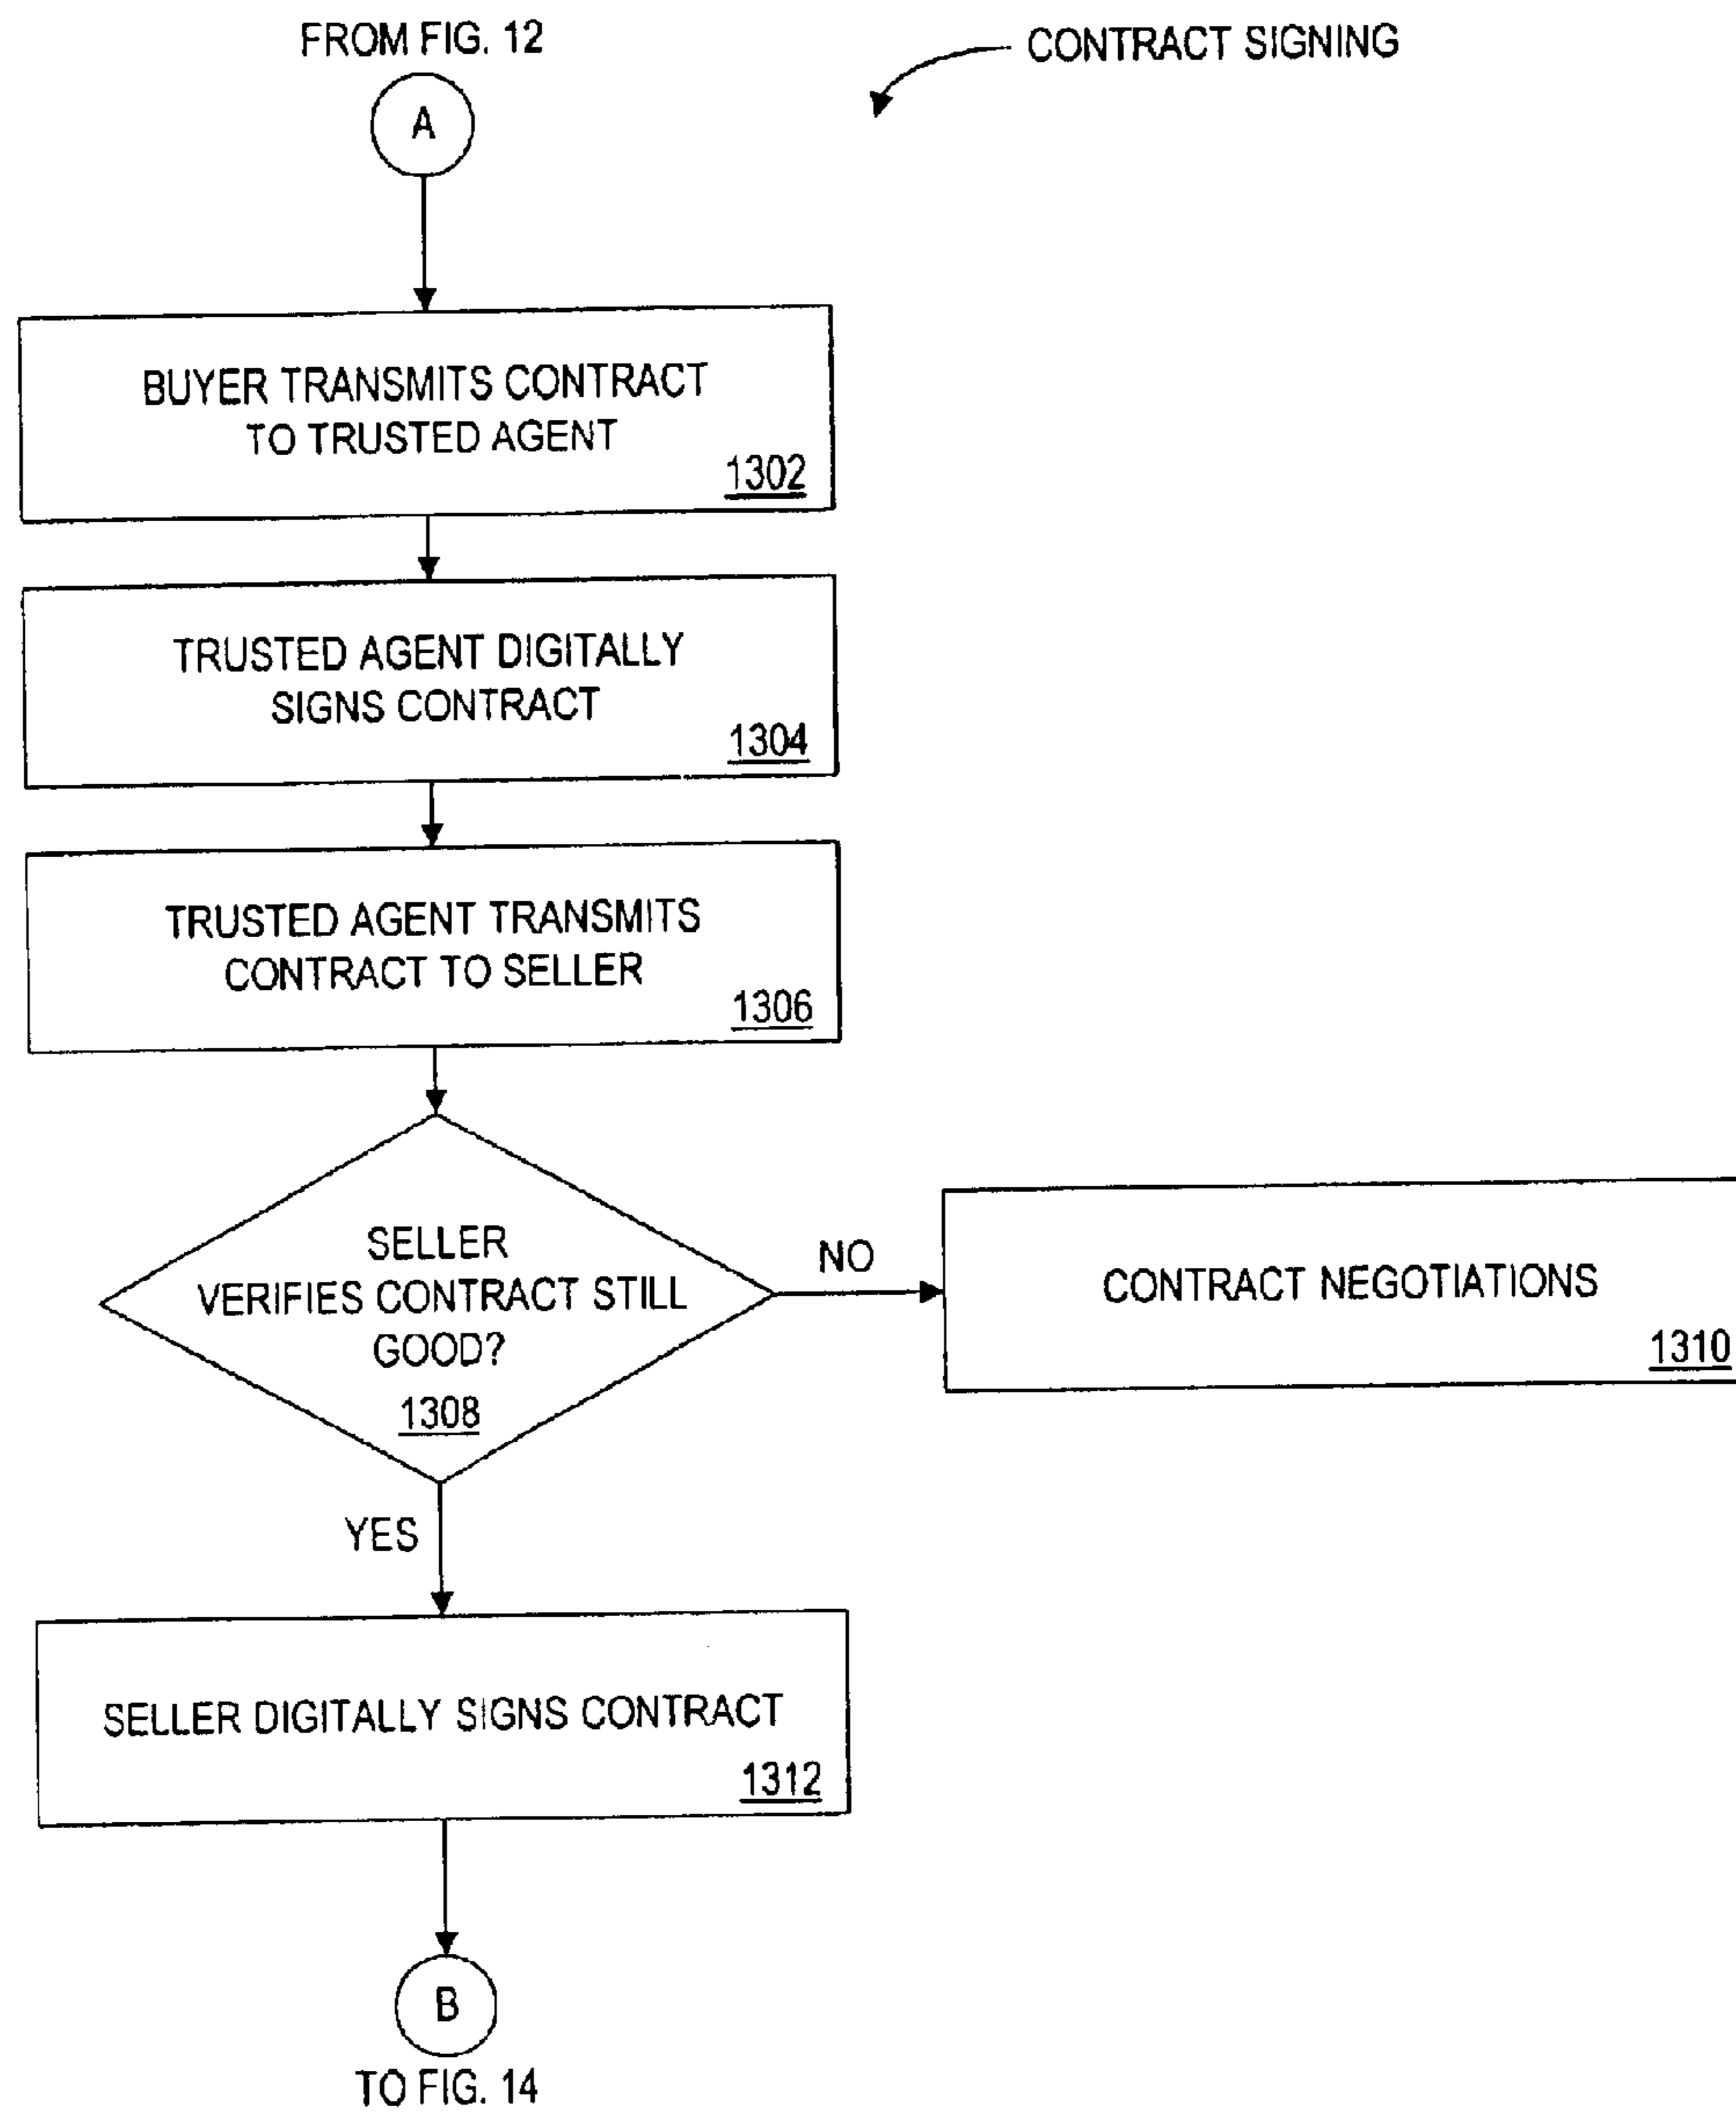 FROM FIG. 12
CONTRACT SIGNING
A
BUYER TRANSMITS CONTRACT
TO TRUSTED AGENT
1302
TRUSTED AGENT DIGITALLY
SIGNS CONTRACT
1304
TRUSTED AGENT TRANSMITS
CONTRACT TO SELLER
1306
SELLER
VERIFIES CONTRACT STILL
GOOD?
1308
NO
CONTRACT NEGOTIATIONS
1310
YES
SELLER DIGITALLY SIGNS CONTRACT
1312
B
TO FIG. 14